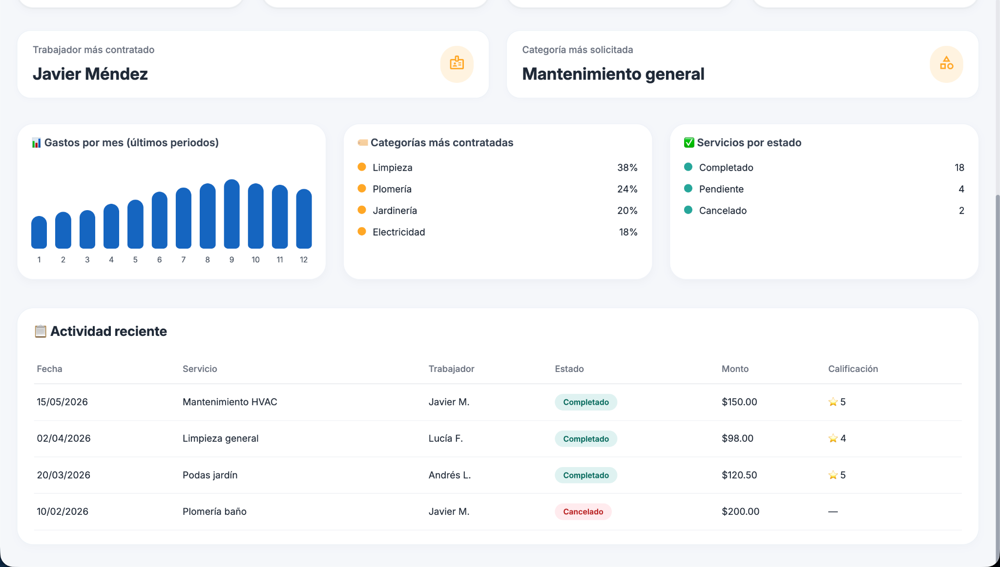 Trabajador más contratado
Javier Méndez
Categoría más solicitada
Mantenimiento general
Gastos por mes (últimos periodos)
1 2 3 4 5 6 7 8 9 10 11 12
Categorías más contratadas
Limpieza 38%
Plomería 24%
Jardinería 20%
Electricidad 18%
Servicios por estado
Completado 18
Pendiente 4
Cancelado 2
Actividad reciente
Fecha Servicio Trabajador Estado Monto Calificación
15/05/2026 Mantenimiento HVAC Javier M. Completado $150.00 ⭐ 5
02/04/2026 Limpieza general Lucía F. Completado $98.00 ⭐ 4
20/03/2026 Podas jardín Andrés L. Completado $120.50 ⭐ 5
10/02/2026 Plomería baño Javier M. Cancelado $200.00 —